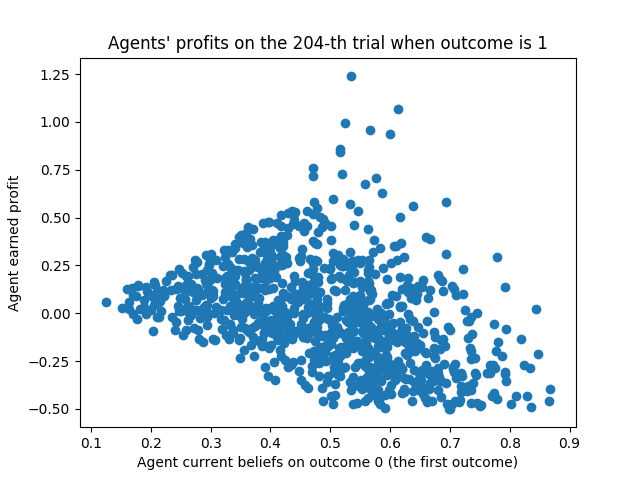 Agents' profits on the 204-th trial when outcome is 1
1.25
1.00
0.75
0.50
0.25
0.00
−0.25
−0.50
Agent earned profit
0.1 0.2 0.3 0.4 0.5 0.6 0.7 0.8 0.9
Agent current beliefs on outcome 0 (the first outcome)